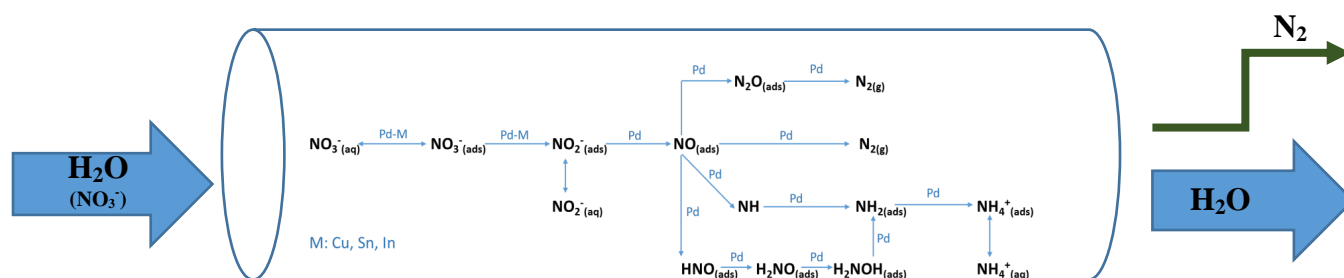 N₂
Pd Pd
N₂O₍ads₎ N₂(g)
NO₃⁻(aq) Pd-M NO₃⁻(ads) Pd-M NO₂⁻(ads) Pd NO(ads) Pd N₂(g)
H₂O
(NO₃⁻)
Pd
NO₂⁻(aq) NH Pd NH₂(ads) Pd NH₄⁺(ads)
H₂O
Pd Pd
M: Cu, Sn, In
HNO(ads) Pd H₂NO(ads) Pd H₂NOH(ads) NH₄⁺(aq)